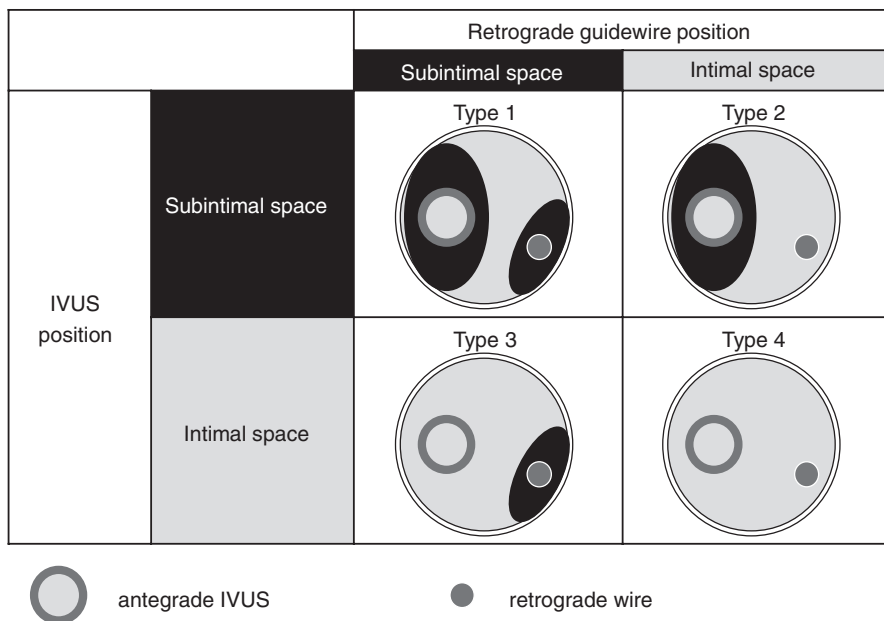 Retrograde guidewire position
Subintimal space
Intimal space
Type 1
Type 2
Subintimal space
IVUS
position
Type 3
Type 4
Intimal space
antegrade IVUS
retrograde wire